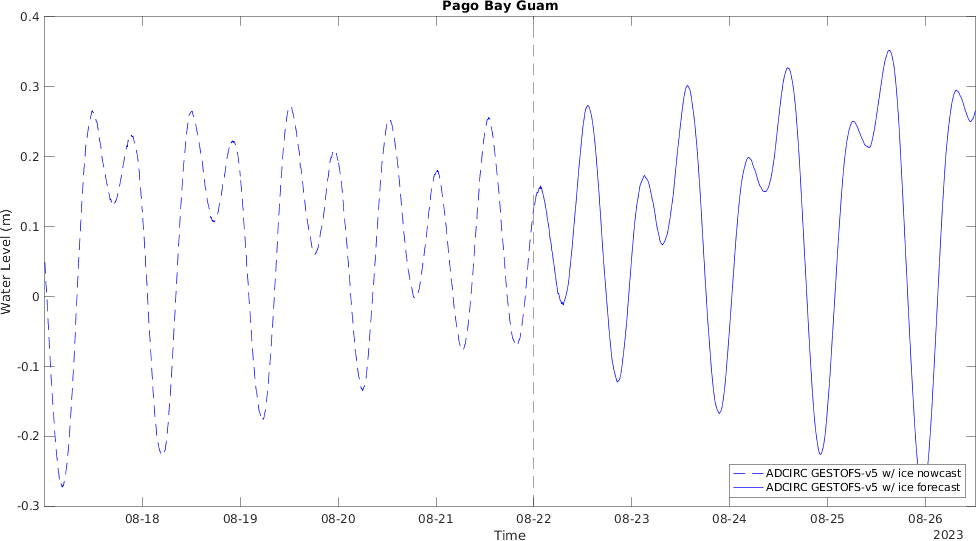 Pago Bay Guam
0.4
0.3
0.2
0.1
0
-0.1
-0.2
-0.3
Water Level (m)
ADCIRC GESTOFS-v5 w/ ice nowcast
ADCIRC GESTOFS-v5 w/ ice forecast
08-18 08-19 08-20 08-21 08-22 08-23 08-24 08-25 08-26
Time
2023